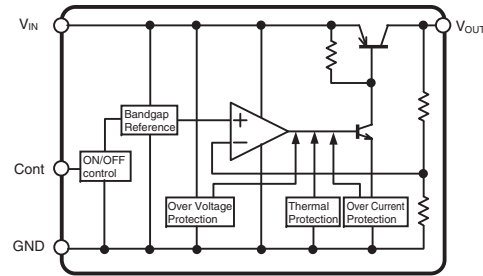 VIN
VOUT
Bandgap
Reference
+
−
ON/OFF
control
Cont
Over Voltage
Protection
Thermal
Protection
Over Current
Protection
GND